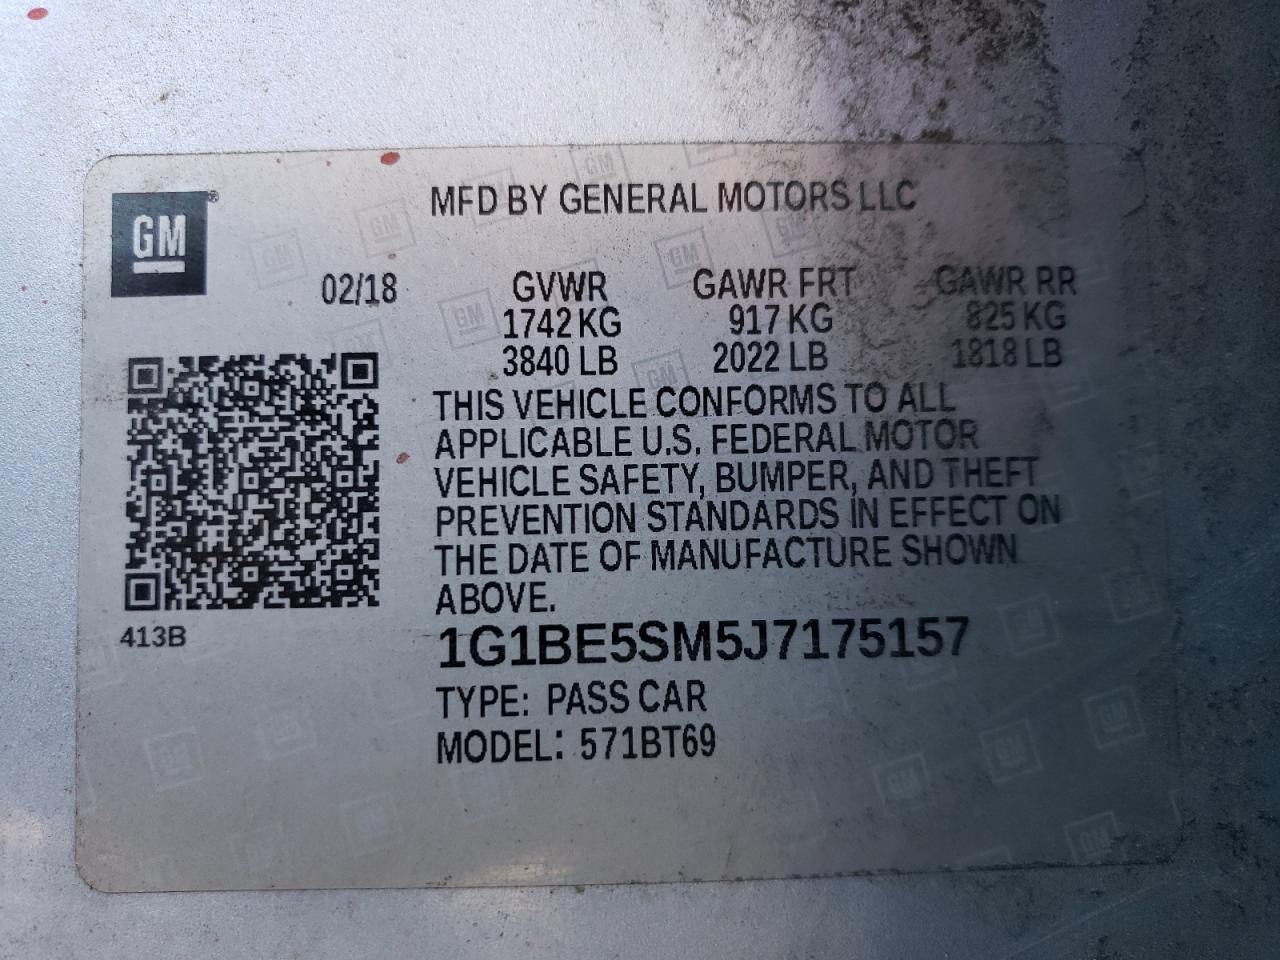 MFD BY GENERAL MOTORS LLC
GM ®
02/18 GVWR GAWR FRT GAWR RR
1742 KG 917 KG 825 KG
3840 LB 2022 LB 1818 LB
THIS VEHICLE CONFORMS TO ALL
APPLICABLE U.S. FEDERAL MOTOR
VEHICLE SAFETY, BUMPER, AND THEFT
PREVENTION STANDARDS IN EFFECT ON
THE DATE OF MANUFACTURE SHOWN
ABOVE.
413B
1G1BE5SM5J7175157
TYPE: PASS CAR
MODEL: 571BT69